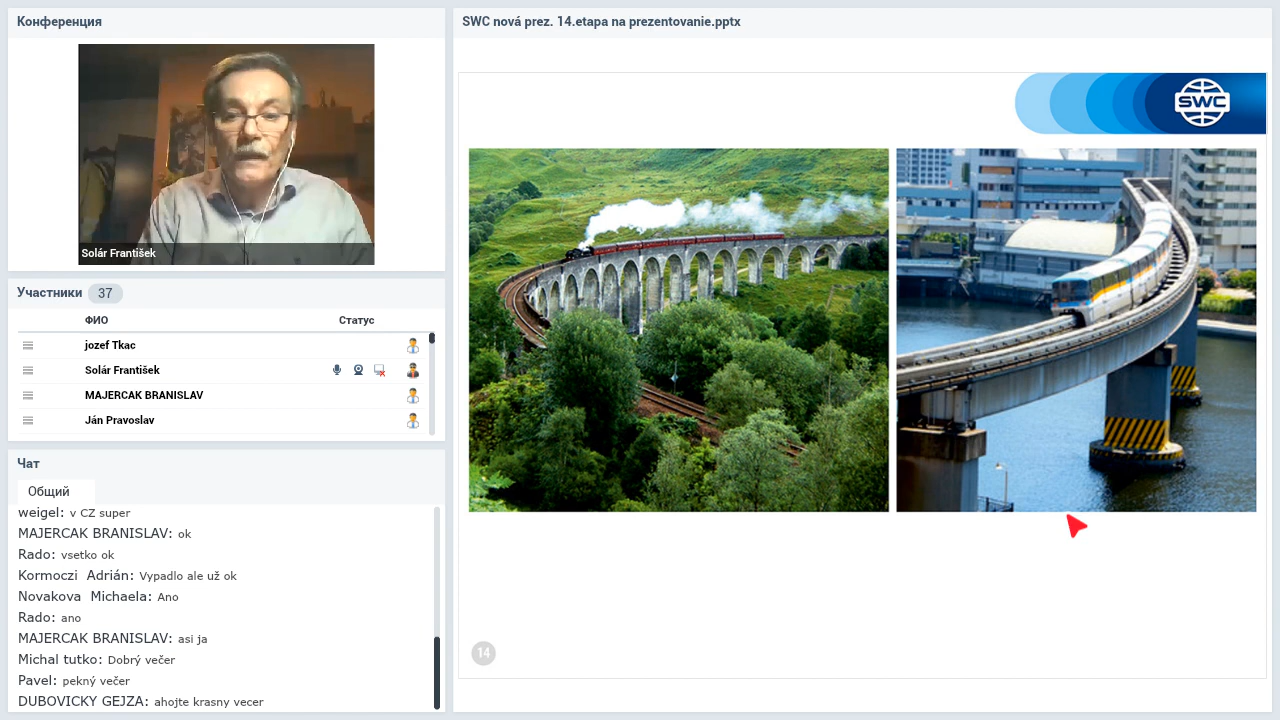 Конференция
Solár František
Участники 37
ФИО Статус
jozef Tkac
Solár František
MAJERCAK BRANISLAV
Ján Pravoslav
Чат
Общий
weigel: v CZ super
MAJERCAK BRANISLAV: ok
Rado: vsetko ok
Kormoczi Adrián: Vypadlo ale už ok
Novakova Michaela: Ano
Rado: ano
MAJERCAK BRANISLAV: asi ja
Michal tutko: Dobrý večer
Pavel: pekný večer
DUBOVICKY GEJZA: ahojte krasny vecer
SWC nová prez. 14.etapa na prezentovanie.pptx
SWC
14